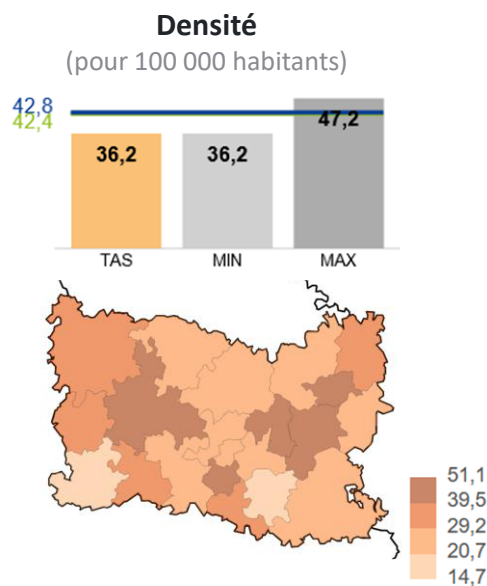 Densité
(pour 100 000 habitants)
42,8
42,4
36,2
36,2
47,2
TAS
MIN
MAX
51,1
39,5
29,2
20,7
14,7